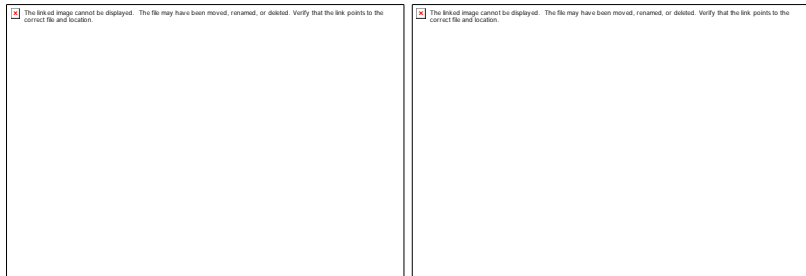 The linked image cannot be displayed. The file may have been moved, renamed, or deleted. Verify that the link points to the
correct file and location.
The linked image cannot be displayed. The file may have been moved, renamed, or deleted. Verify that the link points to the
correct file and location.